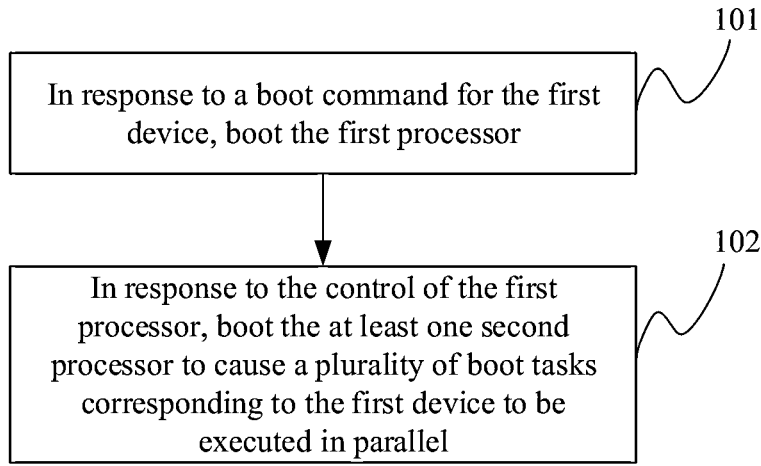 101
In response to a boot command for the first
device, boot the first processor
102
In response to the control of the first
processor, boot the at least one second
processor to cause a plurality of boot tasks
corresponding to the first device to be
executed in parallel